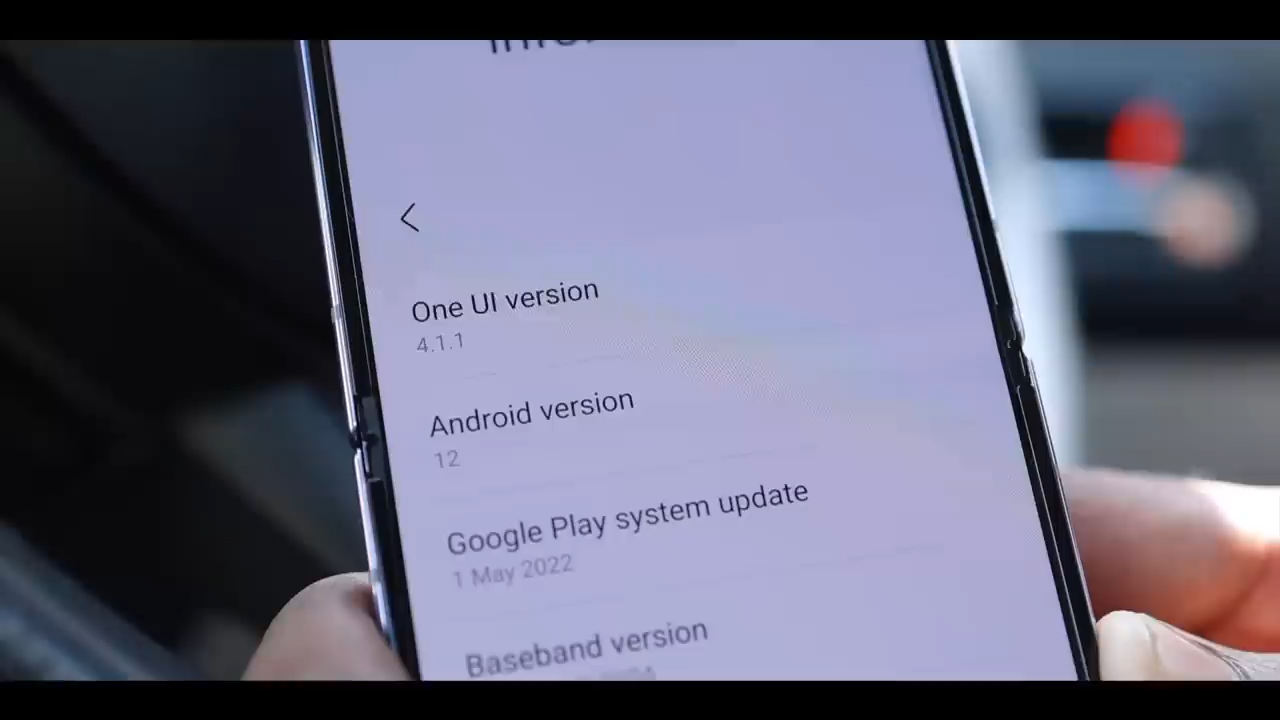 One UI version
4.1.1
Android version
12
Google Play system update
1 May 2022
Baseband version